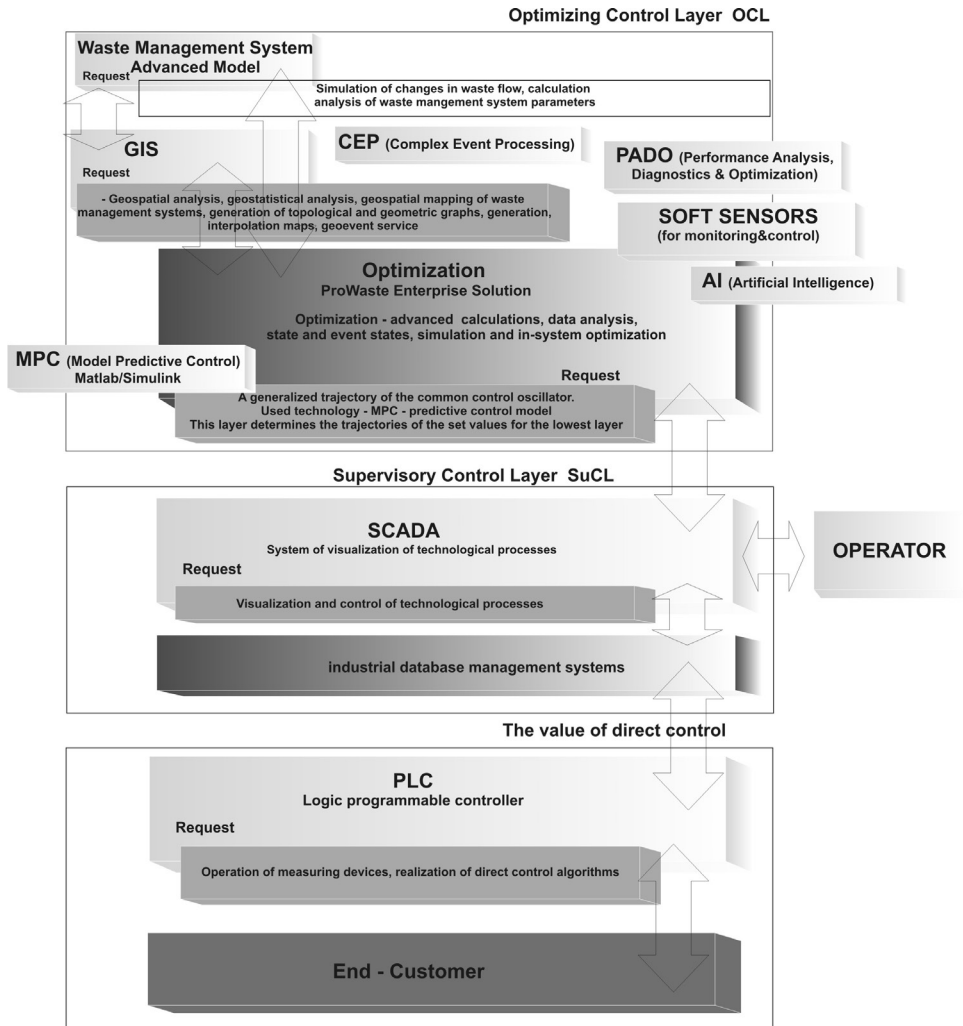 Optimizing Control Layer OCL
Waste Management System
Advanced Model
Request
Simulation of changes in waste flow, calculation
analysis of waste mangement system parameters
GIS
Request
CEP (Complex Event Processing)
PADO (Performance Analysis,
Diagnostics & Optimization)
- Geospatial analysis, geostatistical analysis, geospatial mapping of waste
management systems, generation of topological and geometric graphs, generation,
interpolation maps, geoevent service
SOFT SENSORS
(for monitoring&control)
Optimization
ProWaste Enterprise Solution
AI (Artificial Intelligence)
Optimization - advanced calculations, data analysis,
state and event states, simulation and in-system optimization
MPC (Model Predictive Control)
Matlab/Simulink
Request
A generalized trajectory of the common control oscillator.
Used technology - MPC - predictive control model
This layer determines the trajectories of the set values for the lowest layer
Supervisory Control Layer SuCL
SCADA
System of visualization of technological processes
Request
OPERATOR
Visualization and control of technological processes
industrial database management systems
The value of direct control
PLC
Logic programmable controller
Request
Operation of measuring devices, realization of direct control algorithms
End - Customer